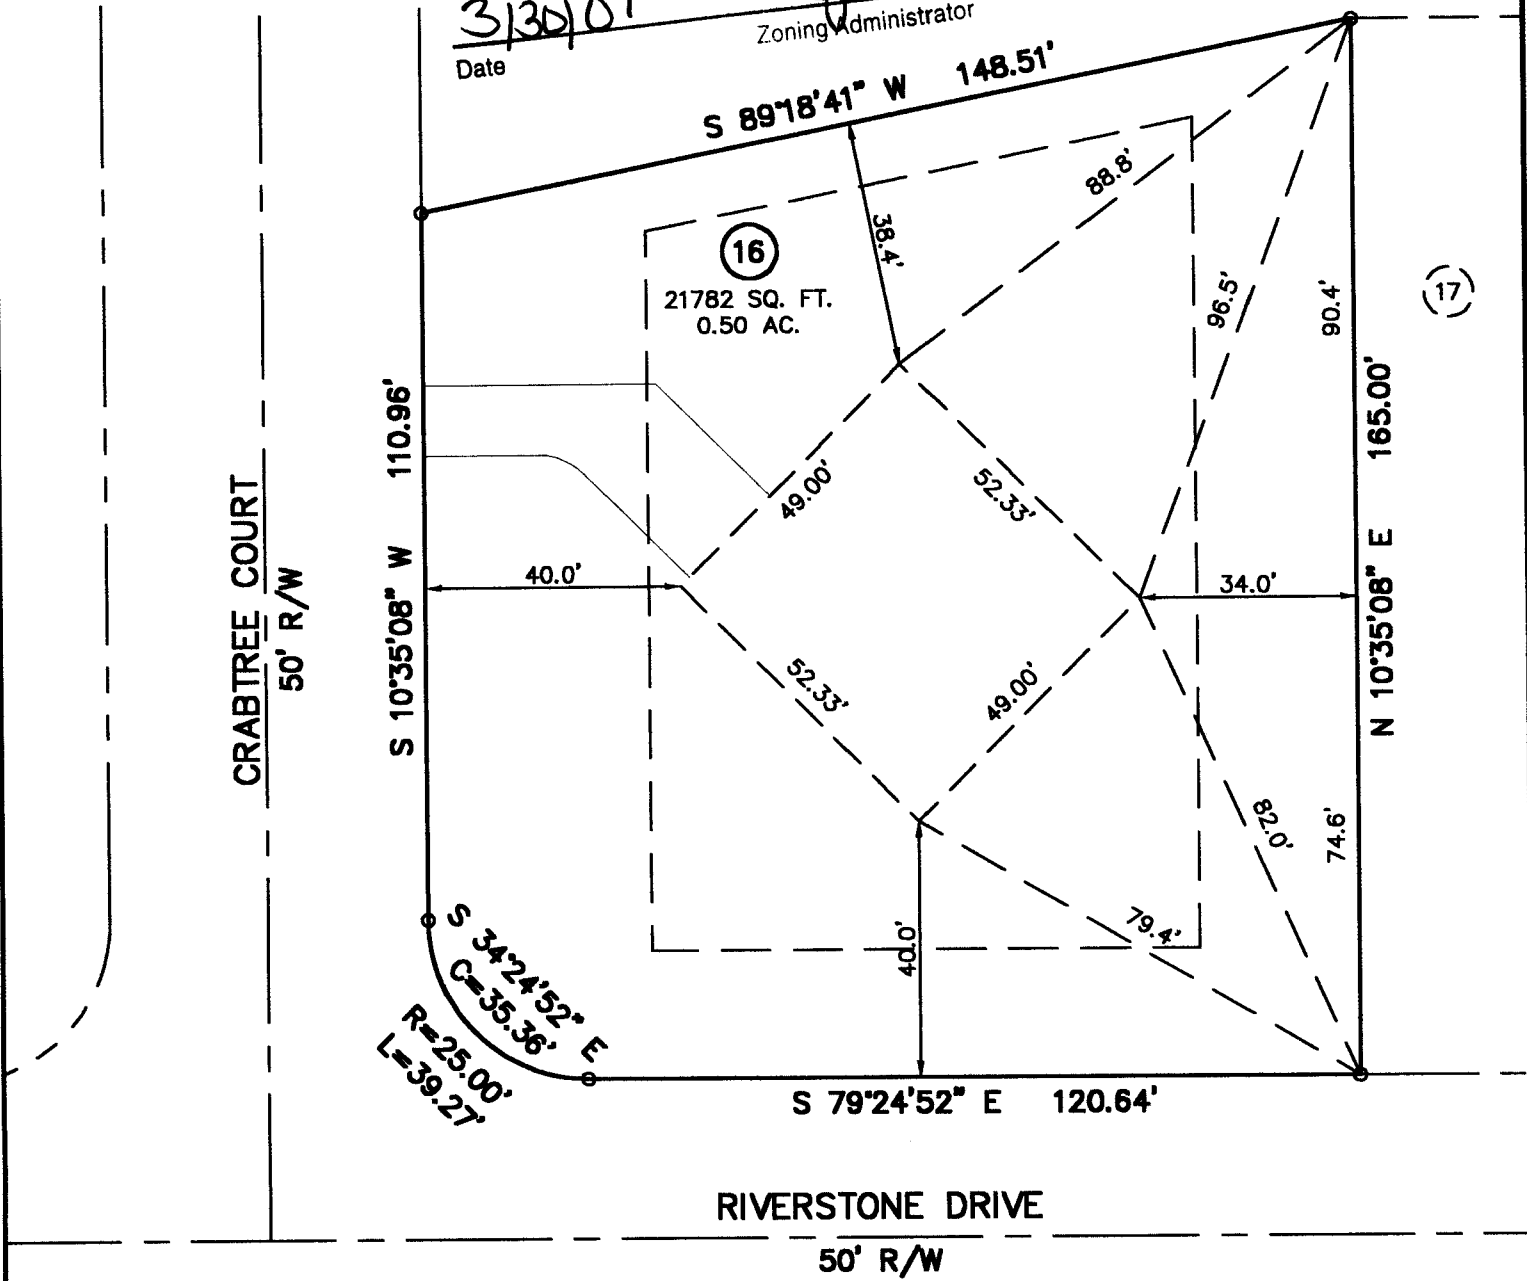 3/30/01
Date
Zoning Administrator
S 89°18'41" W 148.51'
88.8'
38.4'
16
21782 SQ. FT.
0.50 AC.
96.5'
90.4'
17
S 10°35'08" W 110.96'
N 10°35'08" E 165.00'
CRABTREE COURT
50' R/W
49.00'
52.33'
40.0'
34.0'
52.33'
49.00'
82.0'
74.6'
79.4'
40.0'
S 34°24'52" E
C=35.36'
R=25.00'
L=39.27'
S 79°24'52" E 120.64'
RIVERSTONE DRIVE
50' R/W